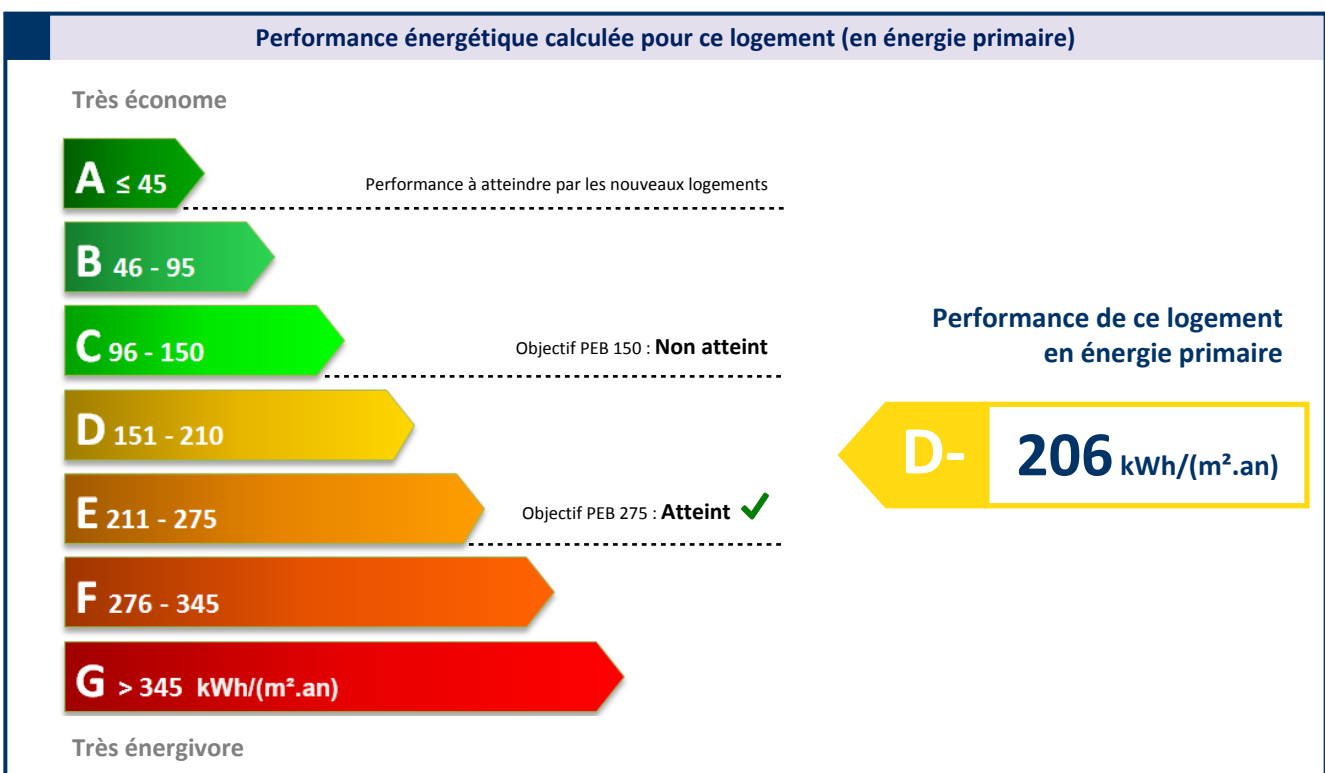 Performance énergétique calculée pour ce logement (en énergie primaire)
Très économe
A ≤ 45
Performance à atteindre par les nouveaux logements
B 46 - 95
C 96 - 150
Objectif PEB 150 : Non atteint
D 151 - 210
E 211 - 275
Objectif PEB 275 : Atteint
F 276 - 345
G > 345 kWh/(m².an)
Très énergivore
Performance de ce logement
en énergie primaire
D- 206 kWh/(m².an)